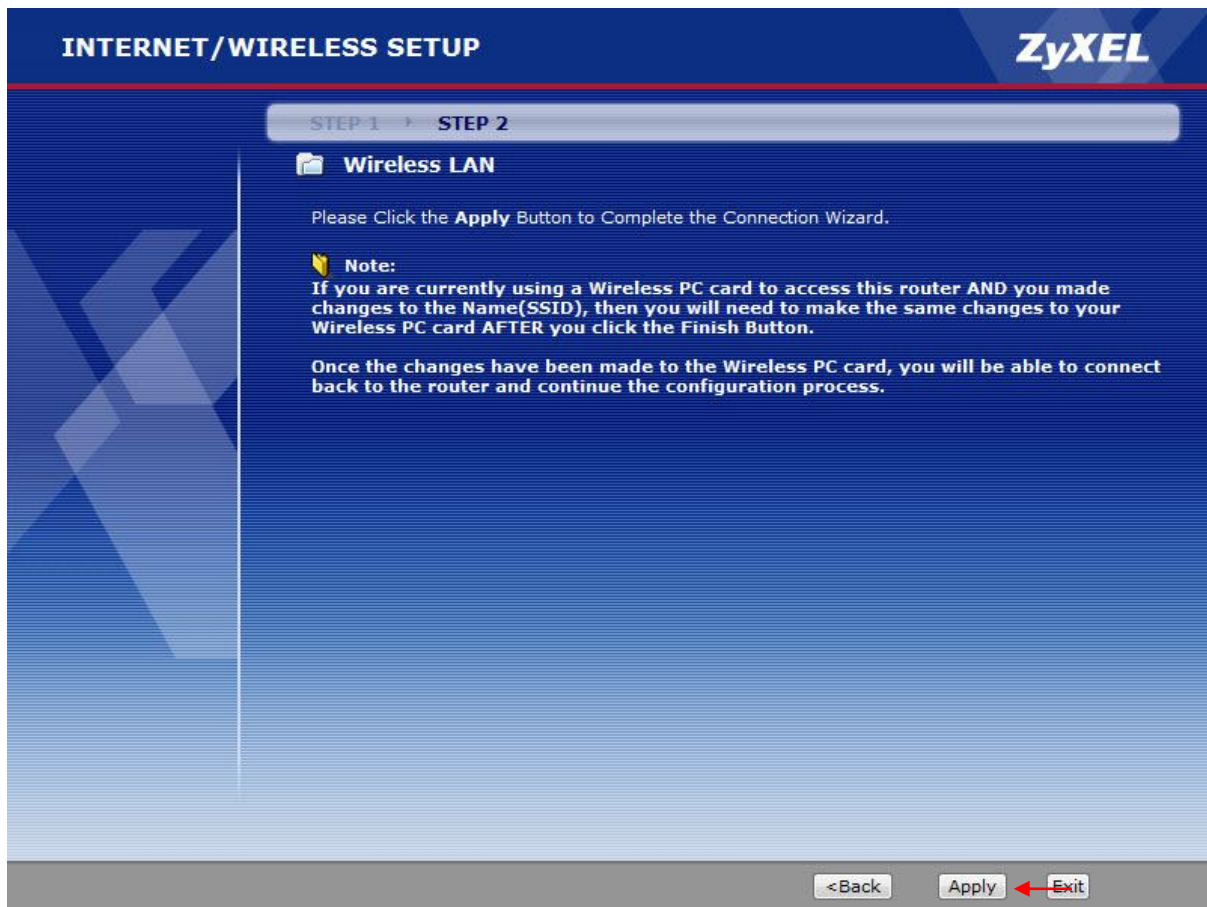 INTERNET/WIRELESS SETUP
ZyXEL
STEP 1 STEP 2
Wireless LAN
Please Click the Apply Button to Complete the Connection Wizard.
Note:
If you are currently using a Wireless PC card to access this router AND you made
changes to the Name(SSID), then you will need to make the same changes to your
Wireless PC card AFTER you click the Finish Button.
Once the changes have been made to the Wireless PC card, you will be able to connect
back to the router and continue the configuration process.
<Back Apply Exit